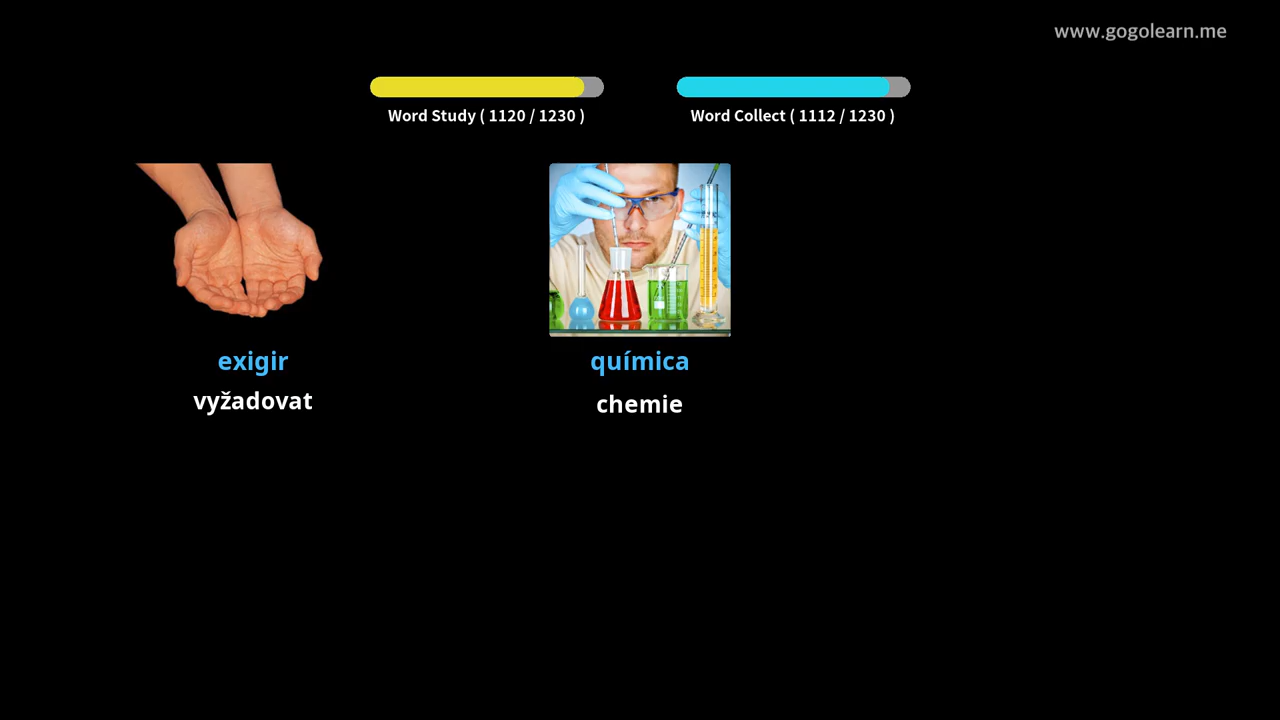 www.gogolearn.me
Word Study ( 1120 / 1230 )
Word Collect ( 1112 / 1230 )
exigir
vyžadovat
química
chemie